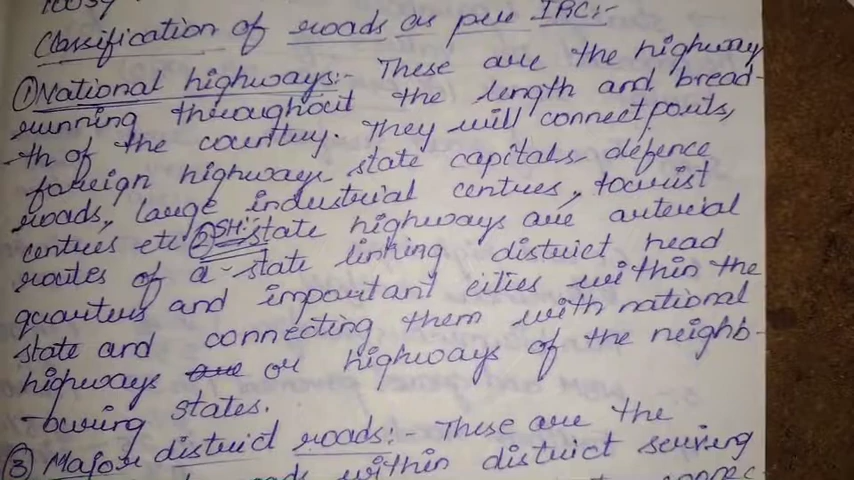 Classification of roads as per IRC:-
① National highways:- These are the highway
running throughout the length and bread-
-th of the country. They will connect ports,
foreign highways, state capitals, defence
roads, large industrial centres, tourist
centres etc. ② SH:- state highways are arterial
routes of a state linking district head
quarters and important cities within the
state and connecting them with national
highways or highways of the neighb-
-ouring states.
③ Major district roads:- These are the
within district serving